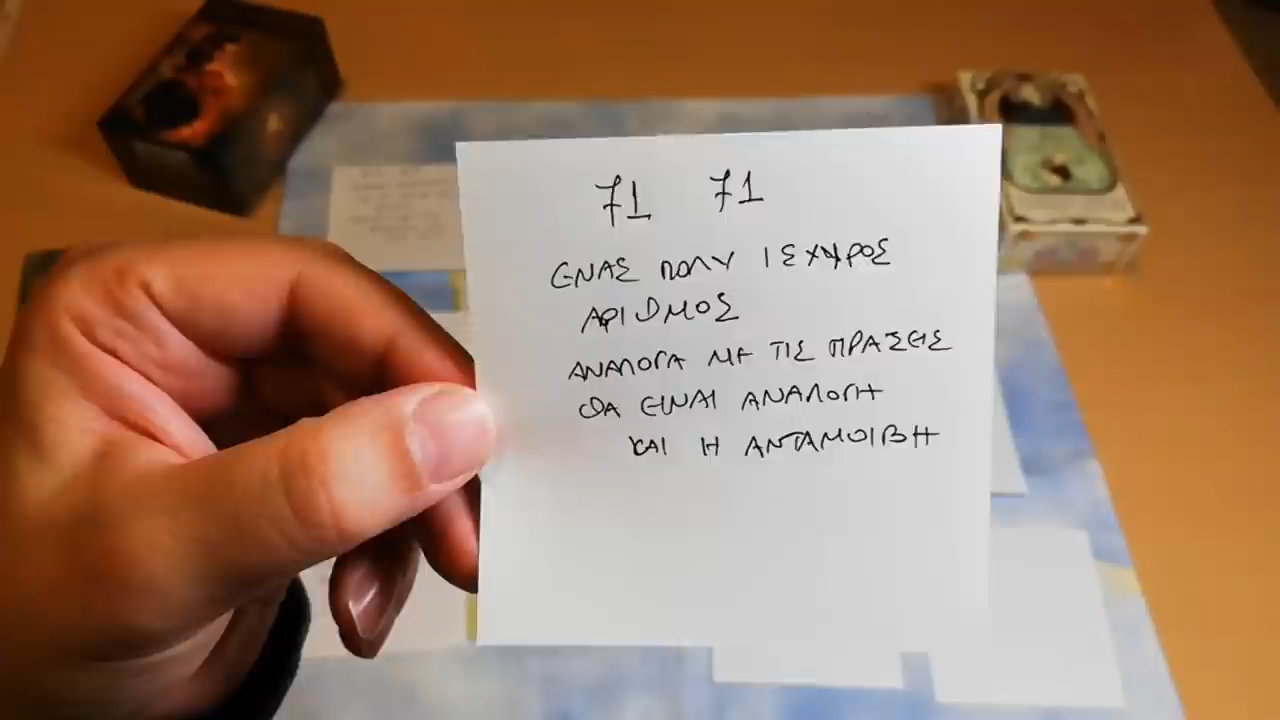 71 71
ΕΝΑΣ ΠΟΛΥ ΙΣΧΥΡΟΣ
ΑΡΙΘΜΟΣ
ΑΝΑΛΟΓΑ ΜΕ ΤΙΣ ΠΡΑΞΕΙΣ
ΘΑ ΕΙΝΑΙ ΑΝΑΛΟΓΗ
ΚΑΙ Η ΑΝΤΑΜΟΙΒΗ